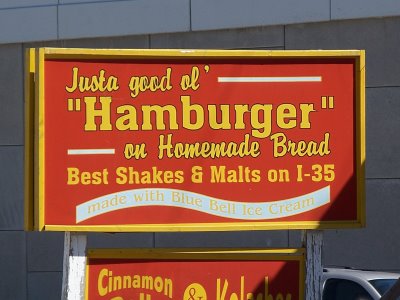 Justa good ol'
"Hamburger"
on Homemade Bread
Best Shakes & Malts on I-35
made with Blue Bell Ice Cream
Cinnamon
&